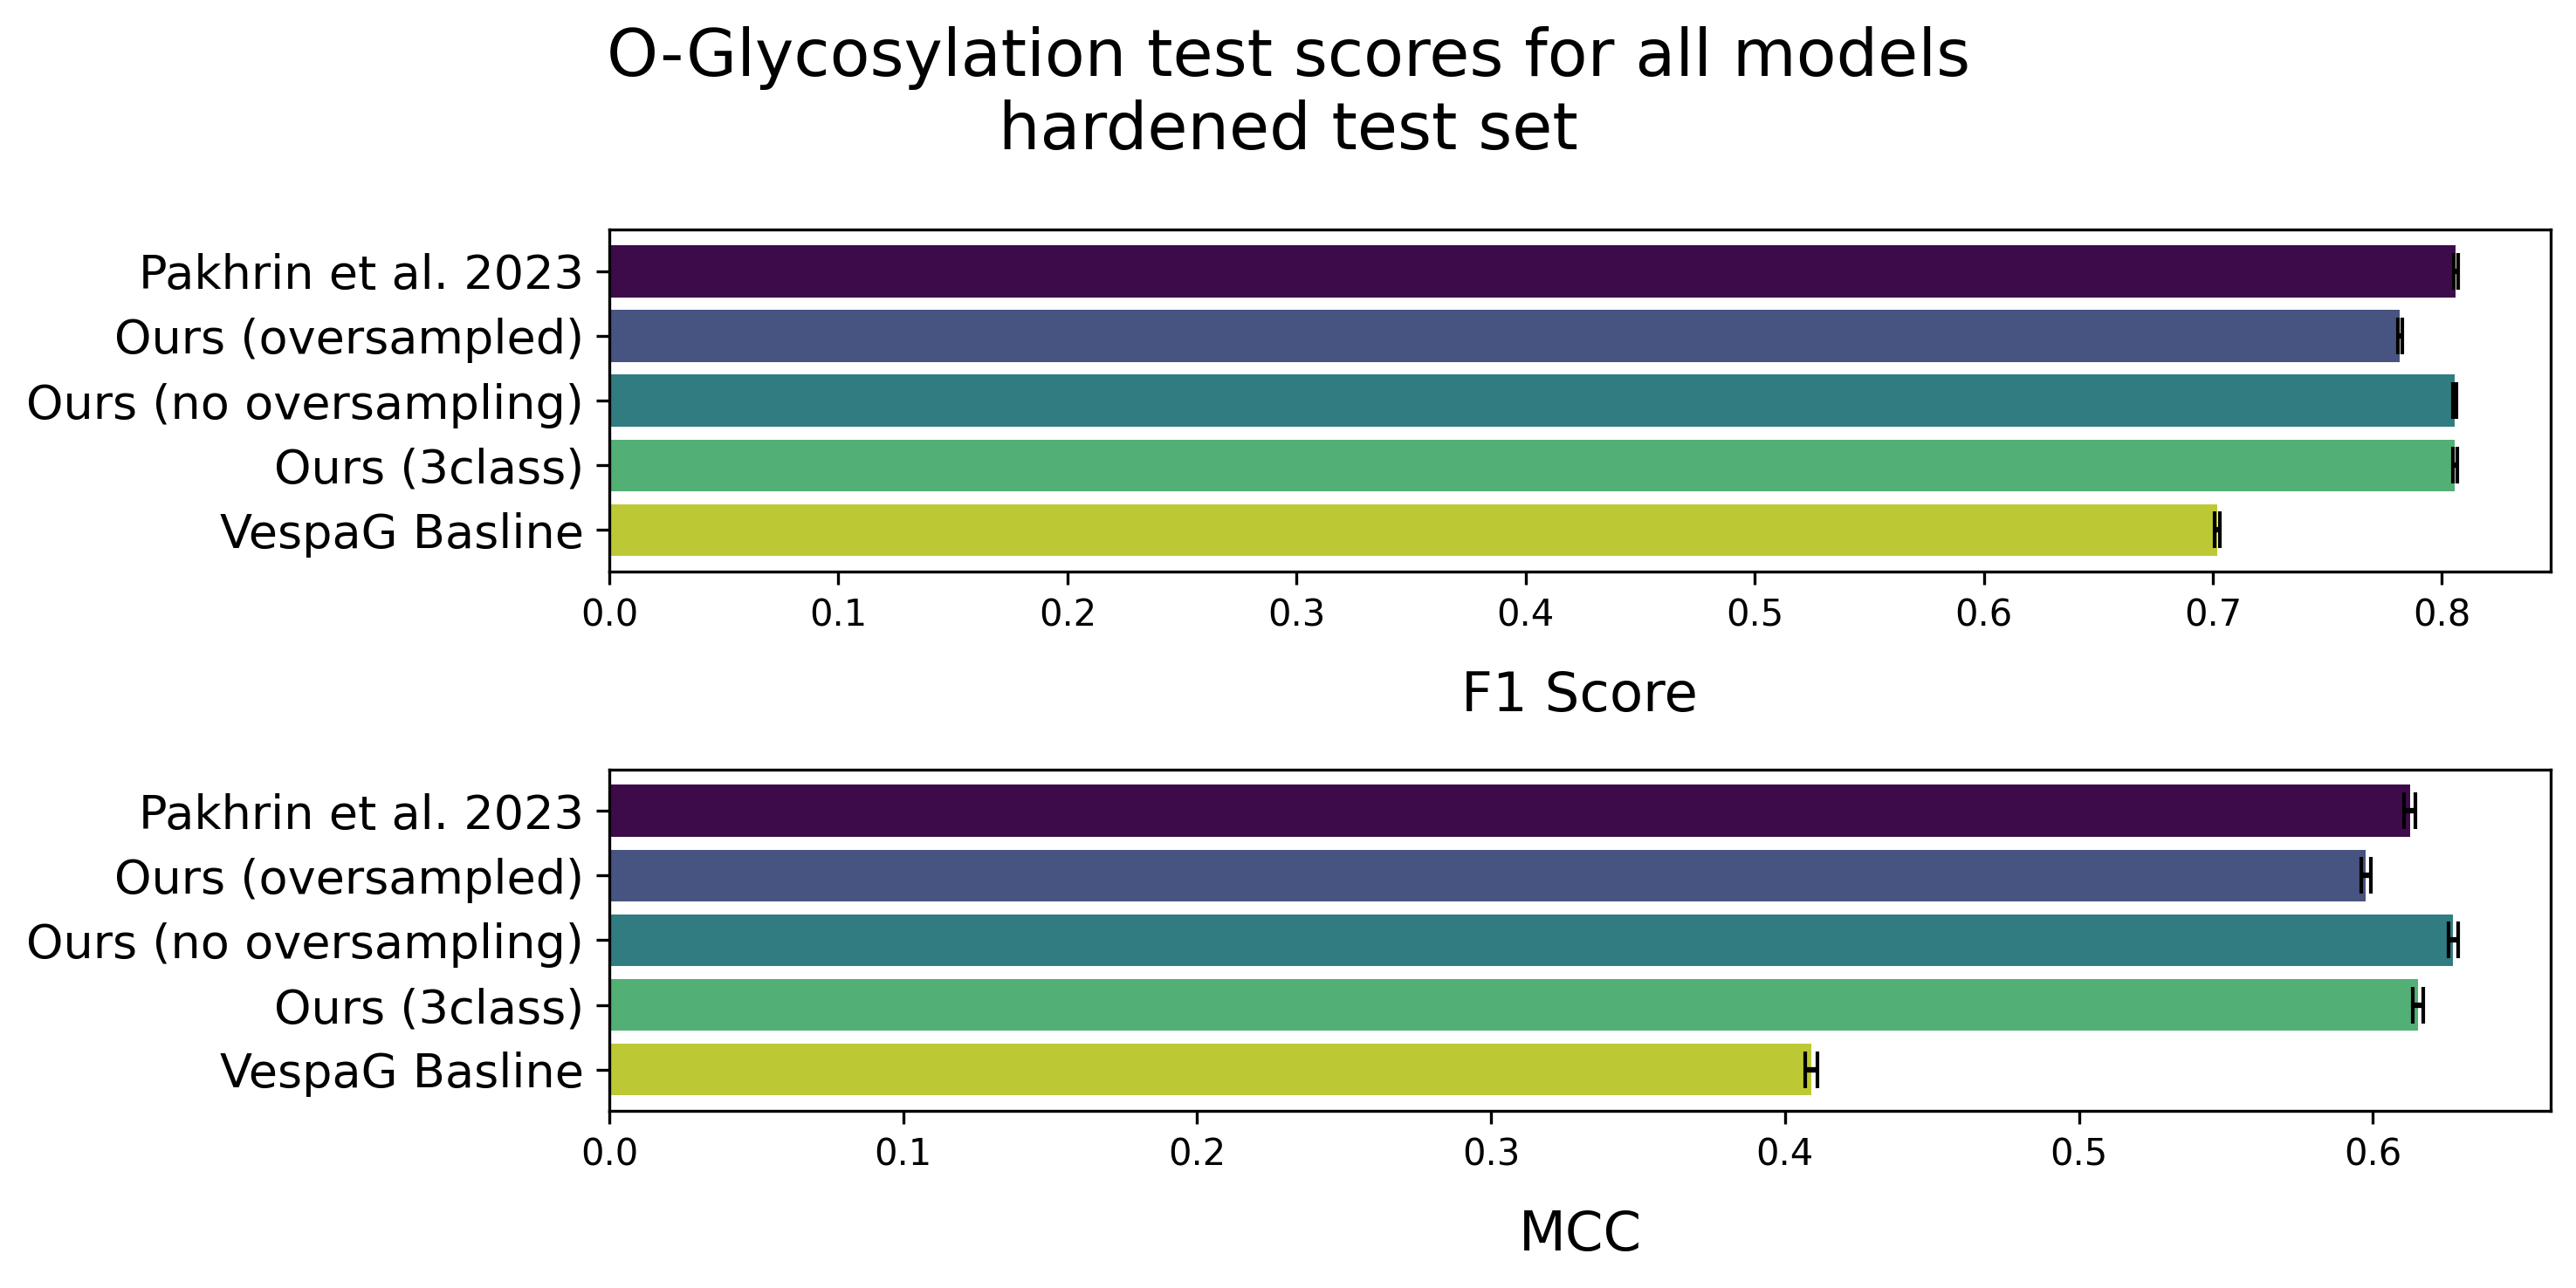 O-Glycosylation test scores for all models
hardened test set
Pakhrin et al. 2023
Ours (oversampled)
Ours (no oversampling)
Ours (3class)
VespaG Basline
0.0 0.1 0.2 0.3 0.4 0.5 0.6 0.7 0.8
F1 Score
Pakhrin et al. 2023
Ours (oversampled)
Ours (no oversampling)
Ours (3class)
VespaG Basline
0.0 0.1 0.2 0.3 0.4 0.5 0.6
MCC